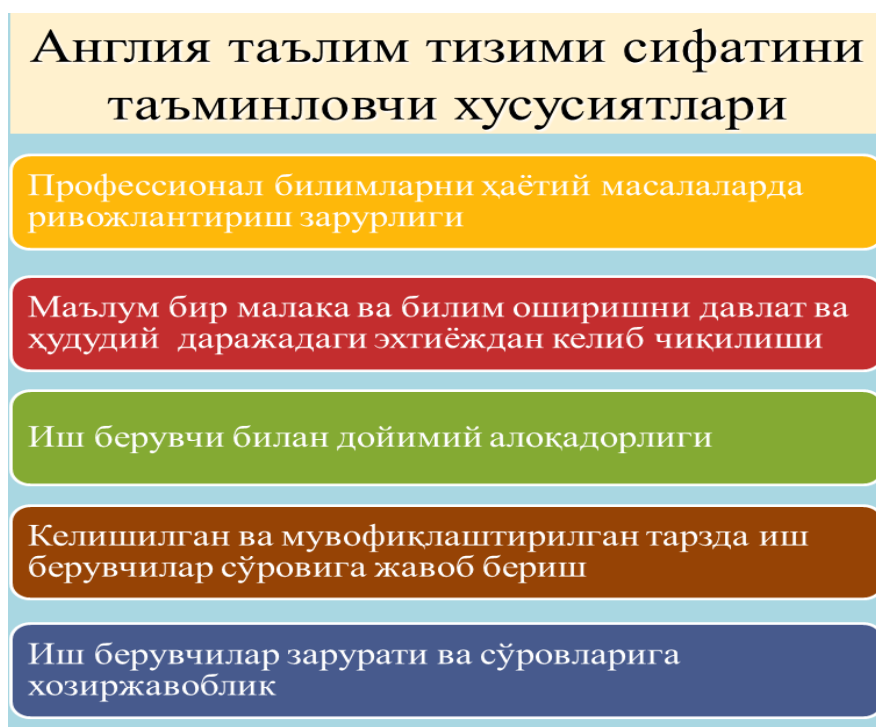 Англия таълим тизими сифатини
таъминловчи хусусиятлари
Профессионал билимларни ҳаётий масалаларда
ривожлантириш зарурлиги
Маълум бир малака ва билим оширишни давлат ва
ҳудудий даражадаги эхтиёждан келиб чиқилиши
Иш берувчи билан дойимий алоқадорлиги
Келишилган ва мувофиқлаштирилган тарзда иш
берувчилар сўровига жавоб бериш
Иш берувчилар зарурати ва сўровларига
хозиржавоблик